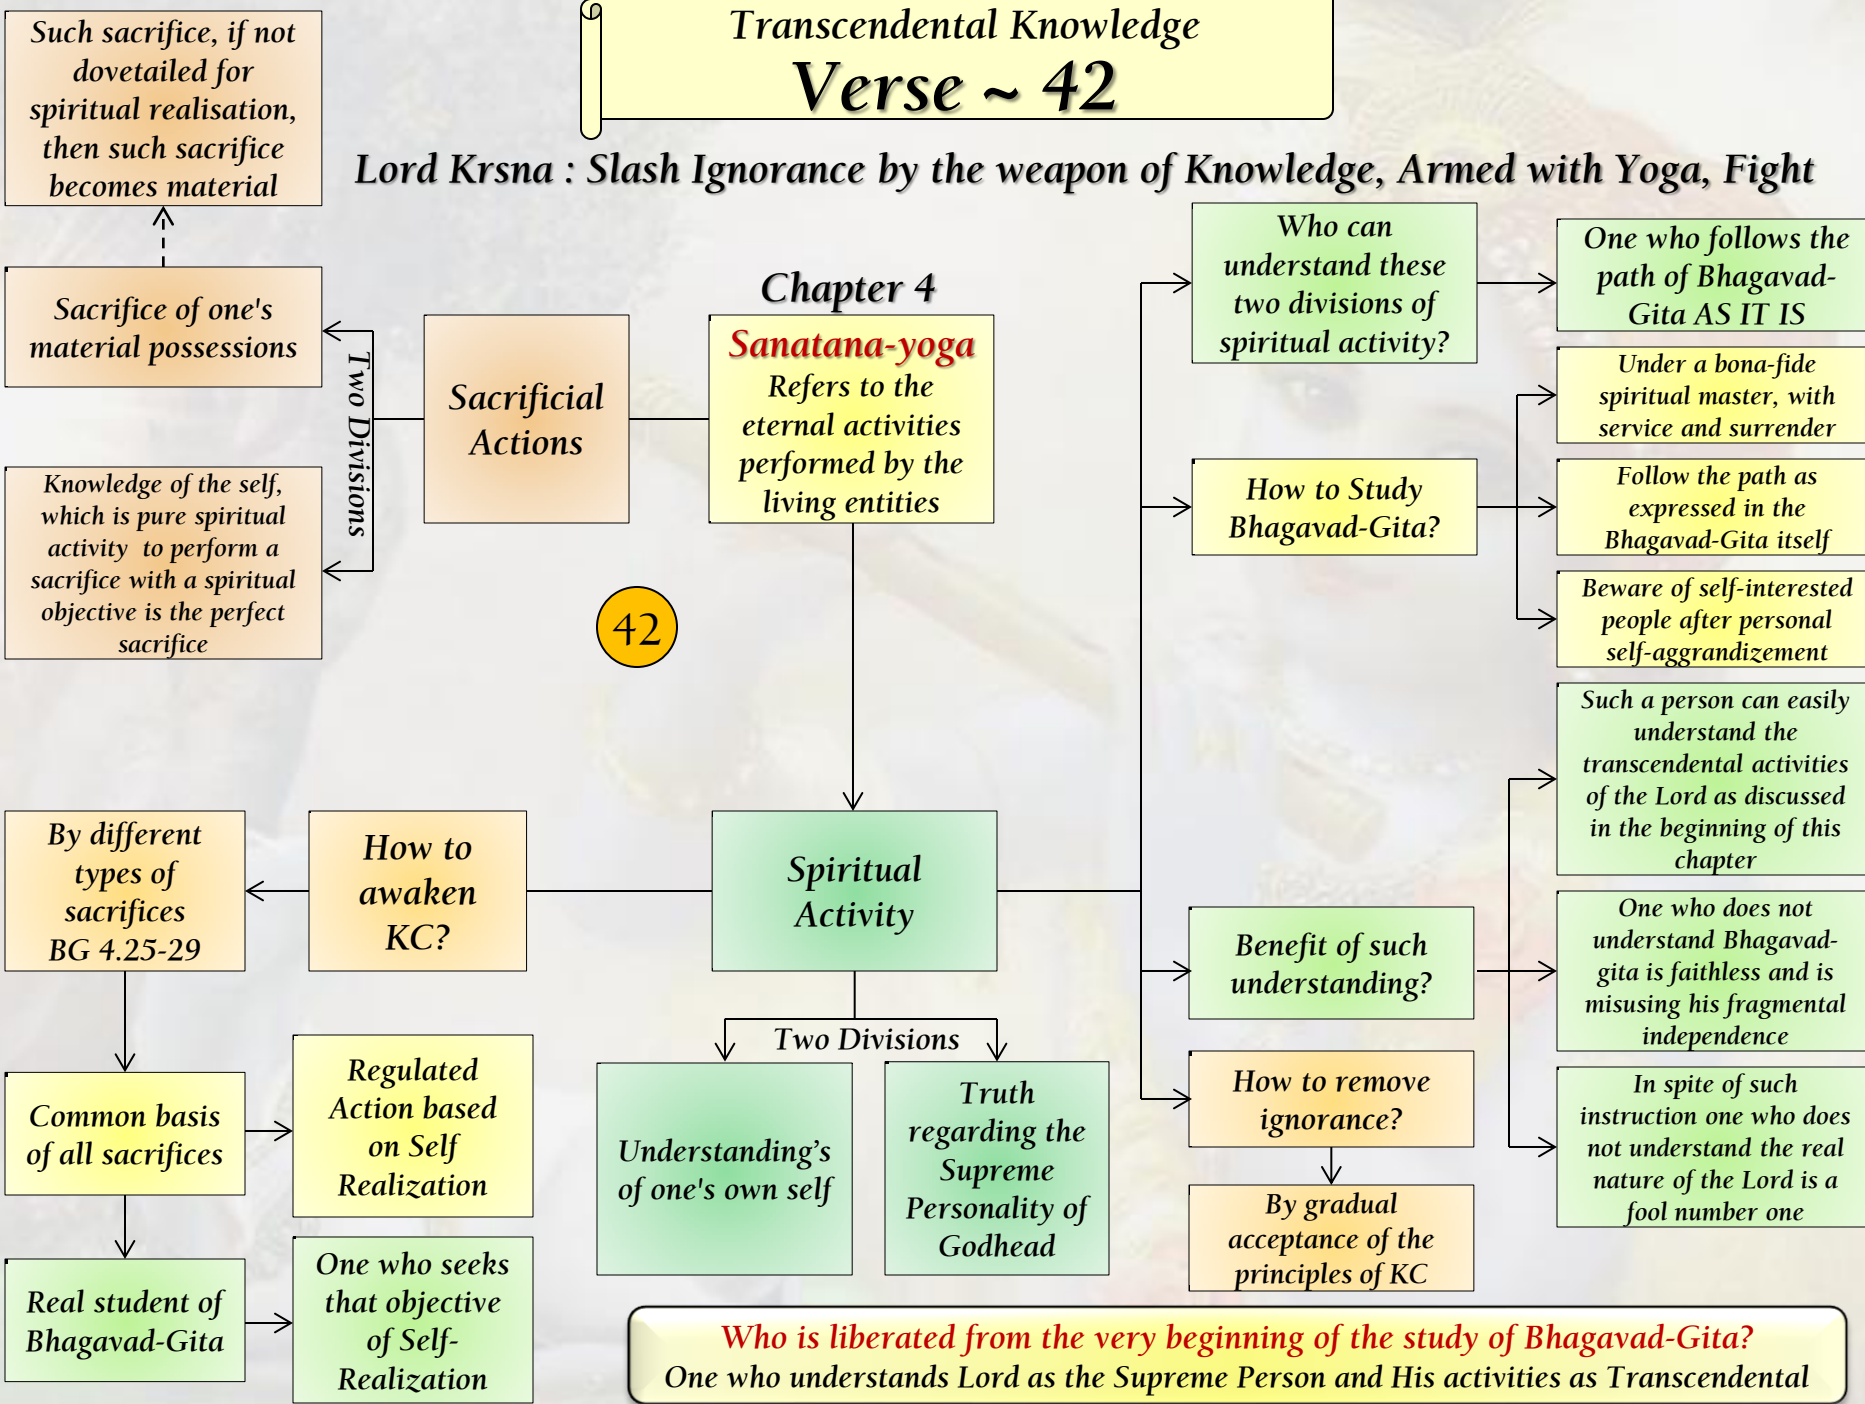 Transcendental Knowledge
Verse ~ 42
Lord Krsna : Slash Ignorance by the weapon of Knowledge, Armed with Yoga, Fight
Such sacrifice, if not
dovetailed for
spiritual realisation,
then such sacrifice
becomes material
Sacrifice of one's
material possessions
Two Divisions
Knowledge of the self,
which is pure spiritual
activity to perform a
sacrifice with a spiritual
objective is the perfect
sacrifice
Sacrificial
Actions
Chapter 4
Sanatana-yoga
Refers to the
eternal activities
performed by the
living entities
42
Who can
understand these
two divisions of
spiritual activity?
One who follows the
path of Bhagavad-
Gita AS IT IS
How to Study
Bhagavad-Gita?
Under a bona-fide
spiritual master, with
service and surrender
Follow the path as
expressed in the
Bhagavad-Gita itself
Beware of self-interested
people after personal
self-aggrandizement
Spiritual
Activity
How to
awaken
KC?
By different
types of
sacrifices
BG 4.25-29
Common basis
of all sacrifices
Regulated
Action based
on Self
Realization
Real student of
Bhagavad-Gita
One who seeks
that objective
of Self-
Realization
Two Divisions
Understanding’s
of one's own self
Truth
regarding the
Supreme
Personality of
Godhead
Benefit of such
understanding?
Such a person can easily
understand the
transcendental activities
of the Lord as discussed
in the beginning of this
chapter
One who does not
understand Bhagavad-
gita is faithless and is
misusing his fragmental
independence
In spite of such
instruction one who does
not understand the real
nature of the Lord is a
fool number one
How to remove
ignorance?
By gradual
acceptance of the
principles of KC
Who is liberated from the very beginning of the study of Bhagavad-Gita?
One who understands Lord as the Supreme Person and His activities as Transcendental